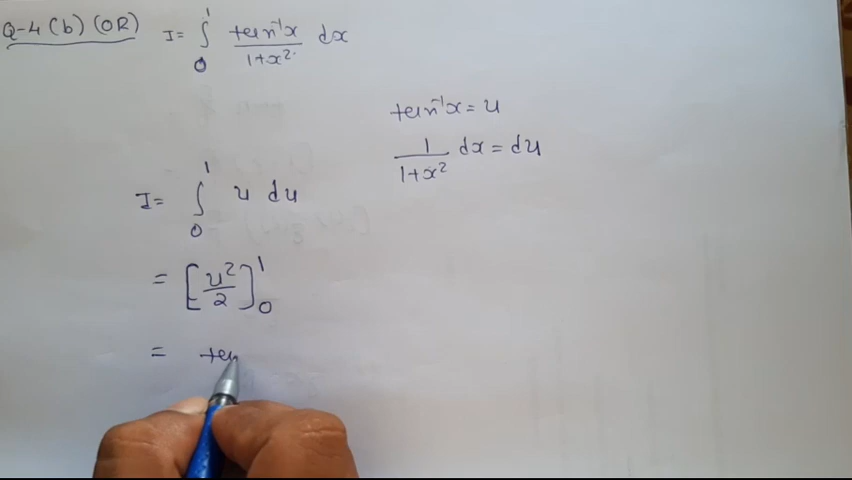 Q-4 (b) (OR) I = ∫₀¹ tan⁻¹x / 1+x² dx
tan⁻¹x = u
1 / 1+x² dx = du
I = ∫₀¹ u du
= [u²/2]₀¹
= tan